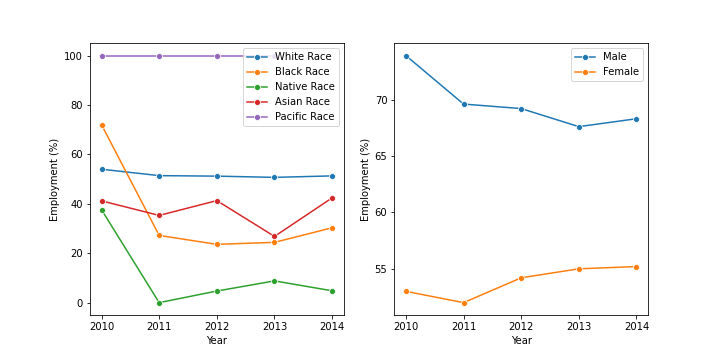 100
80
60
40
20
0
Employment (%)
2010 2011 2012 2013 2014
Year
White Race
Black Race
Native Race
Asian Race
Pacific Race
70
65
60
55
Employment (%)
2010 2011 2012 2013 2014
Year
Male
Female